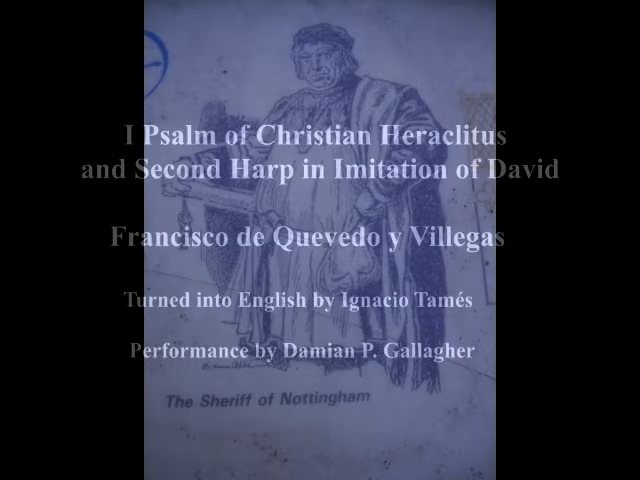 I Psalm of Christian Heraclitus
and Second Harp in Imitation of David
Francisco de Quevedo y Villegas
Turned into English by Ignacio Tamés
Performance by Damian P. Gallagher
The Sheriff of Nottingham